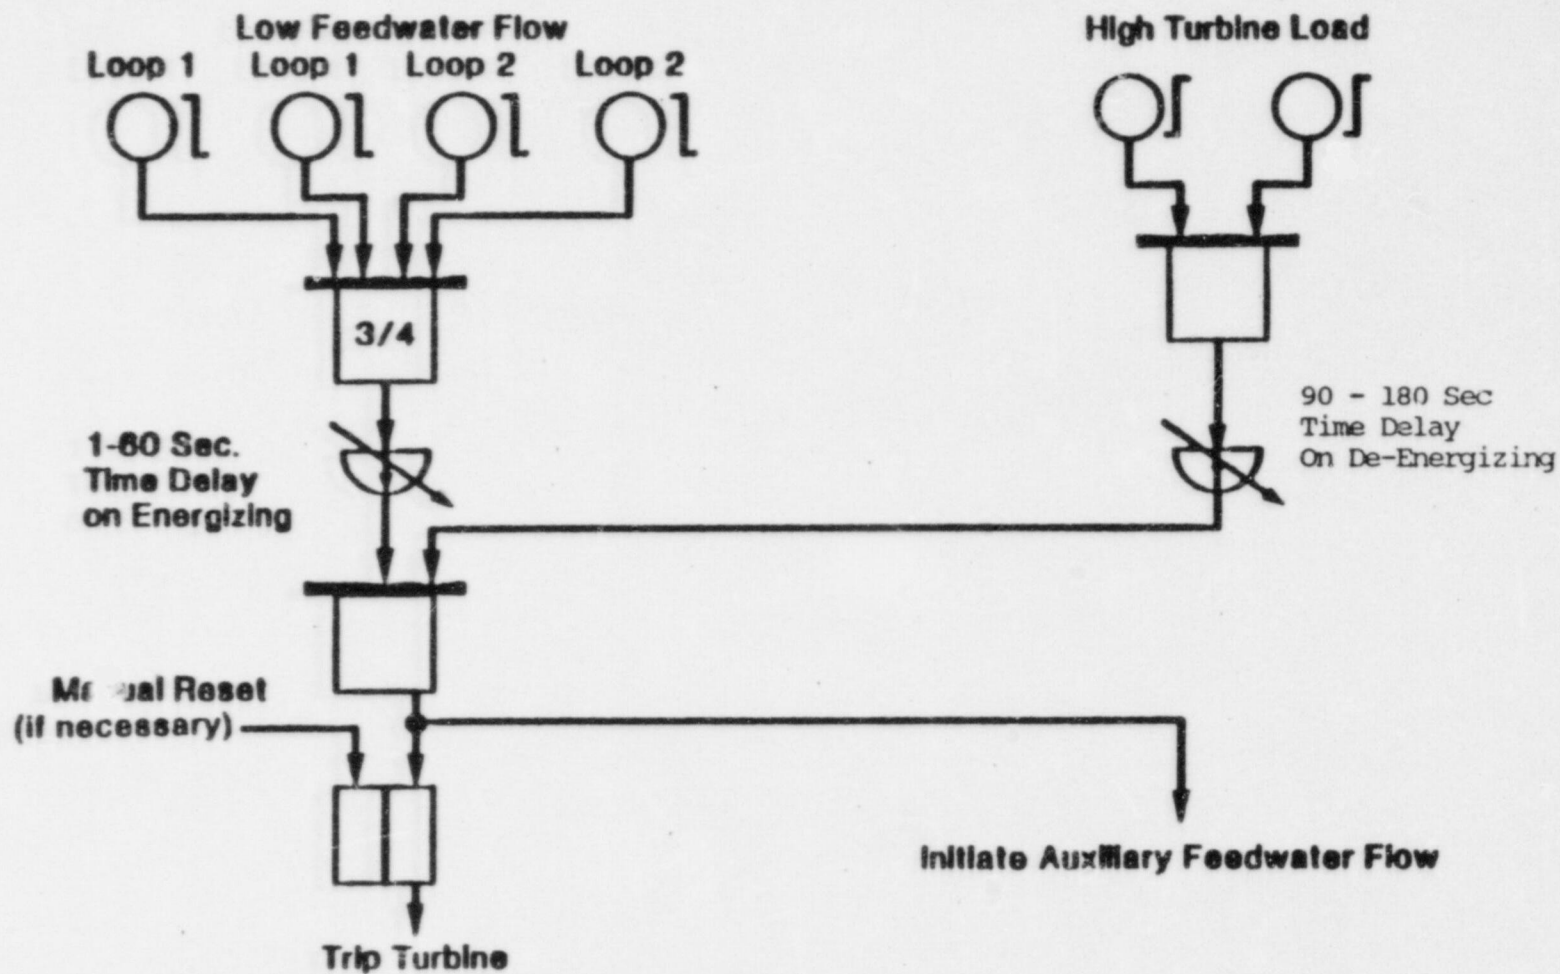 Low Feedwater Flow
Loop 1 Loop 1 Loop 2 Loop 2
High Turbine Load
3/4
1-60 Sec.
Time Delay
on Energizing
90 - 180 Sec
Time Delay
On De-Energizing
Reset
(if necessary)
Initiate Auxiliary Feedwater Flow
Trip Turbine